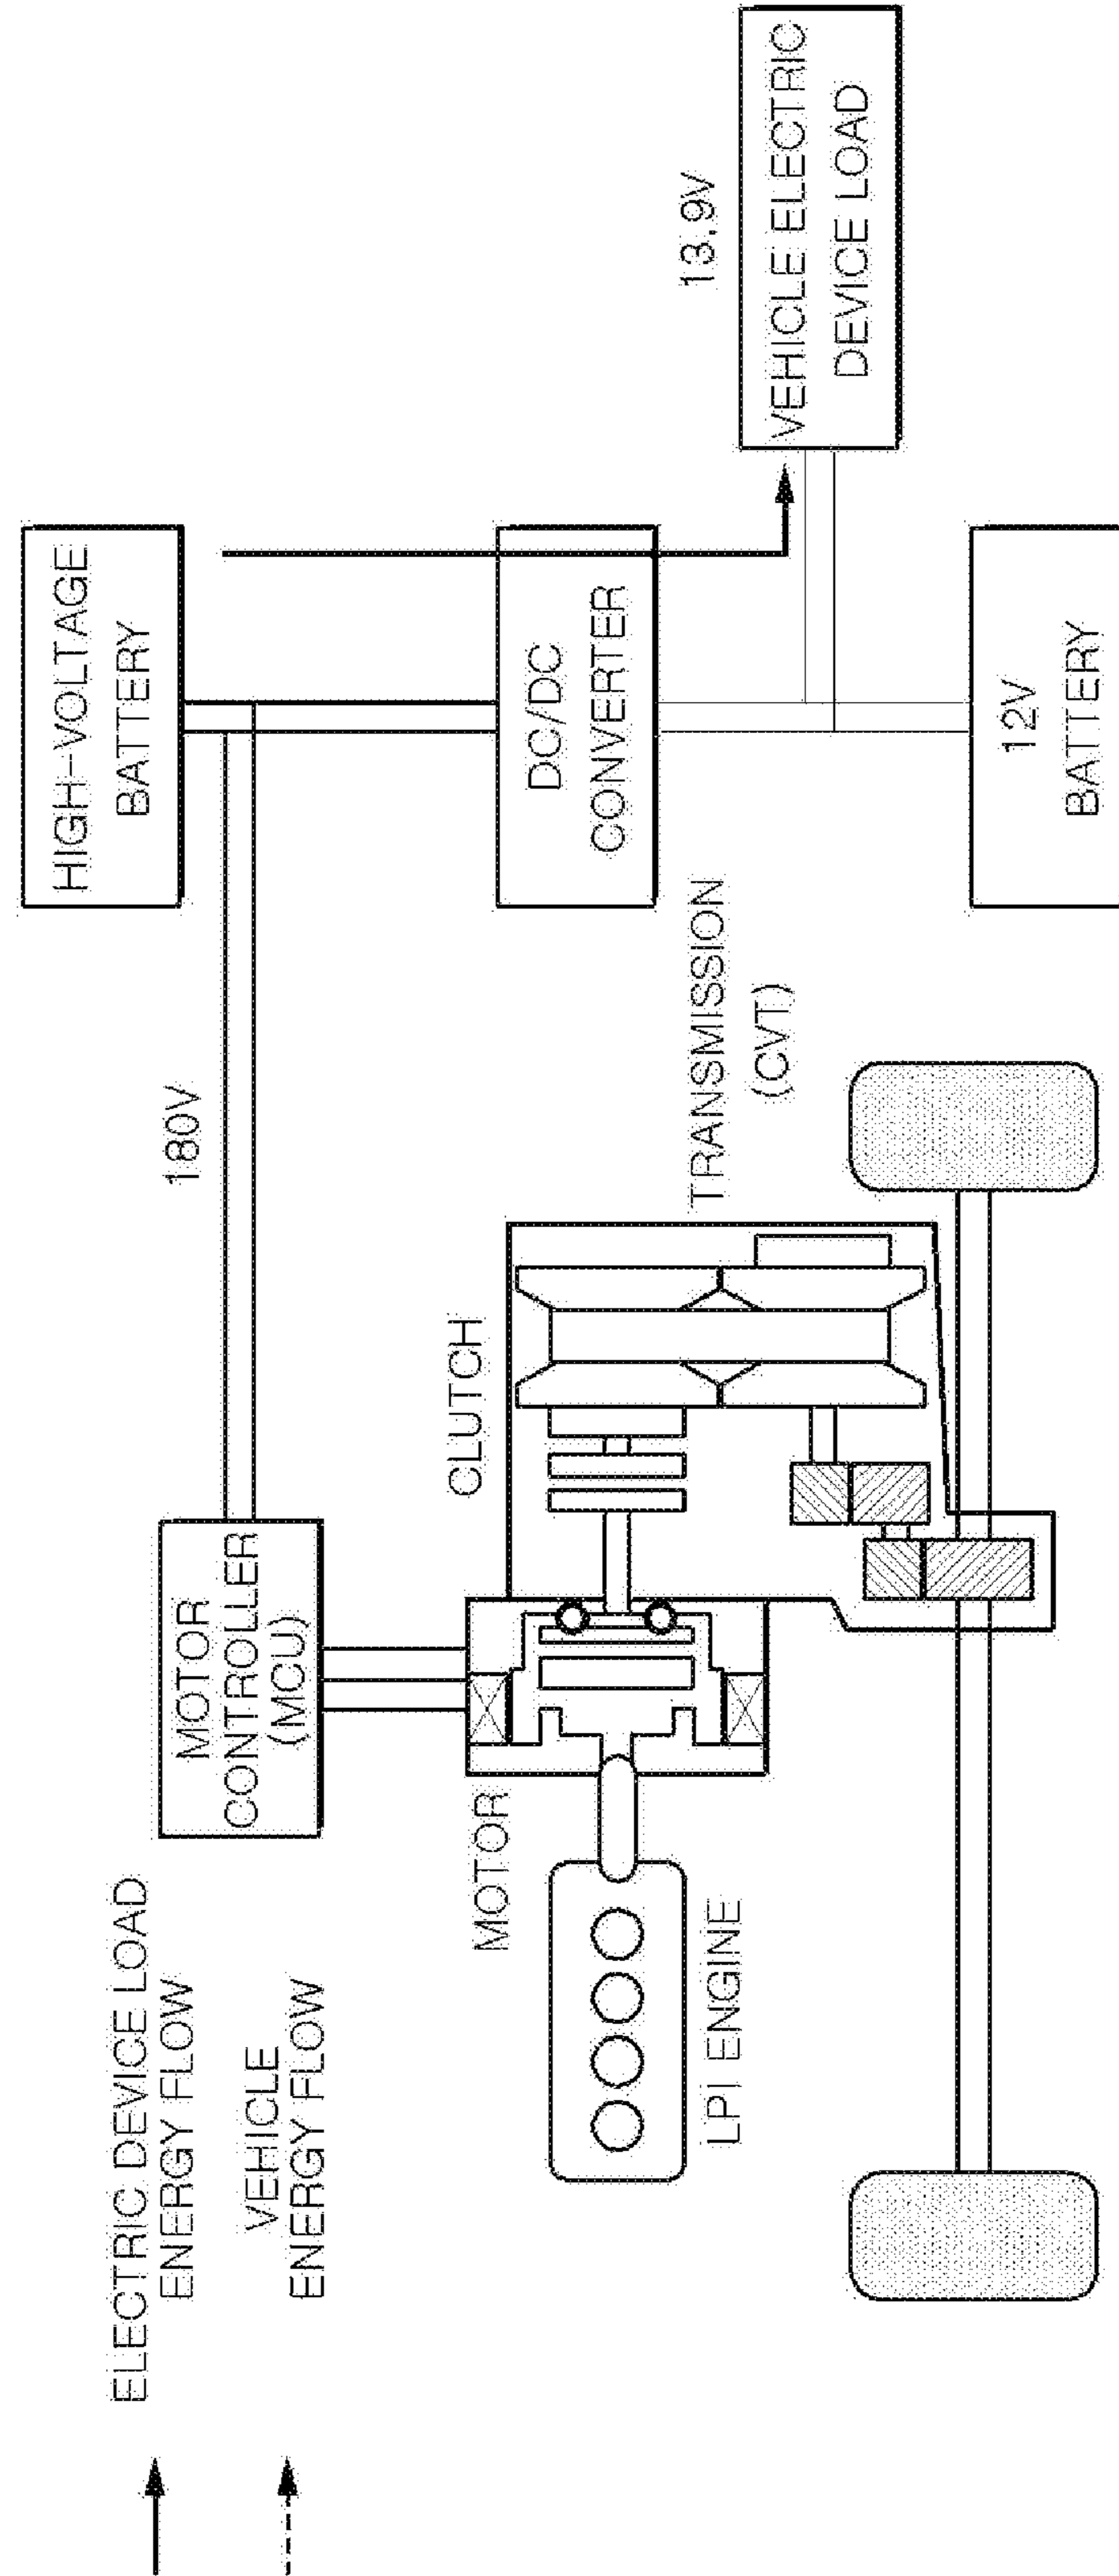 ELECTRIC DEVICE LOAD
ENERGY FLOW
VEHICLE
ENERGY FLOW
MOTOR
CONTROLLER
(MCU)
180V
HIGH-VOLTAGE
BATTERY
MOTOR
CLUTCH
LPI ENGINE
TRANSMISSION
(CVT)
DC/DC
CONVERTER
13.9V
VEHICLE ELECTRIC
DEVICE LOAD
12V
BATTERY